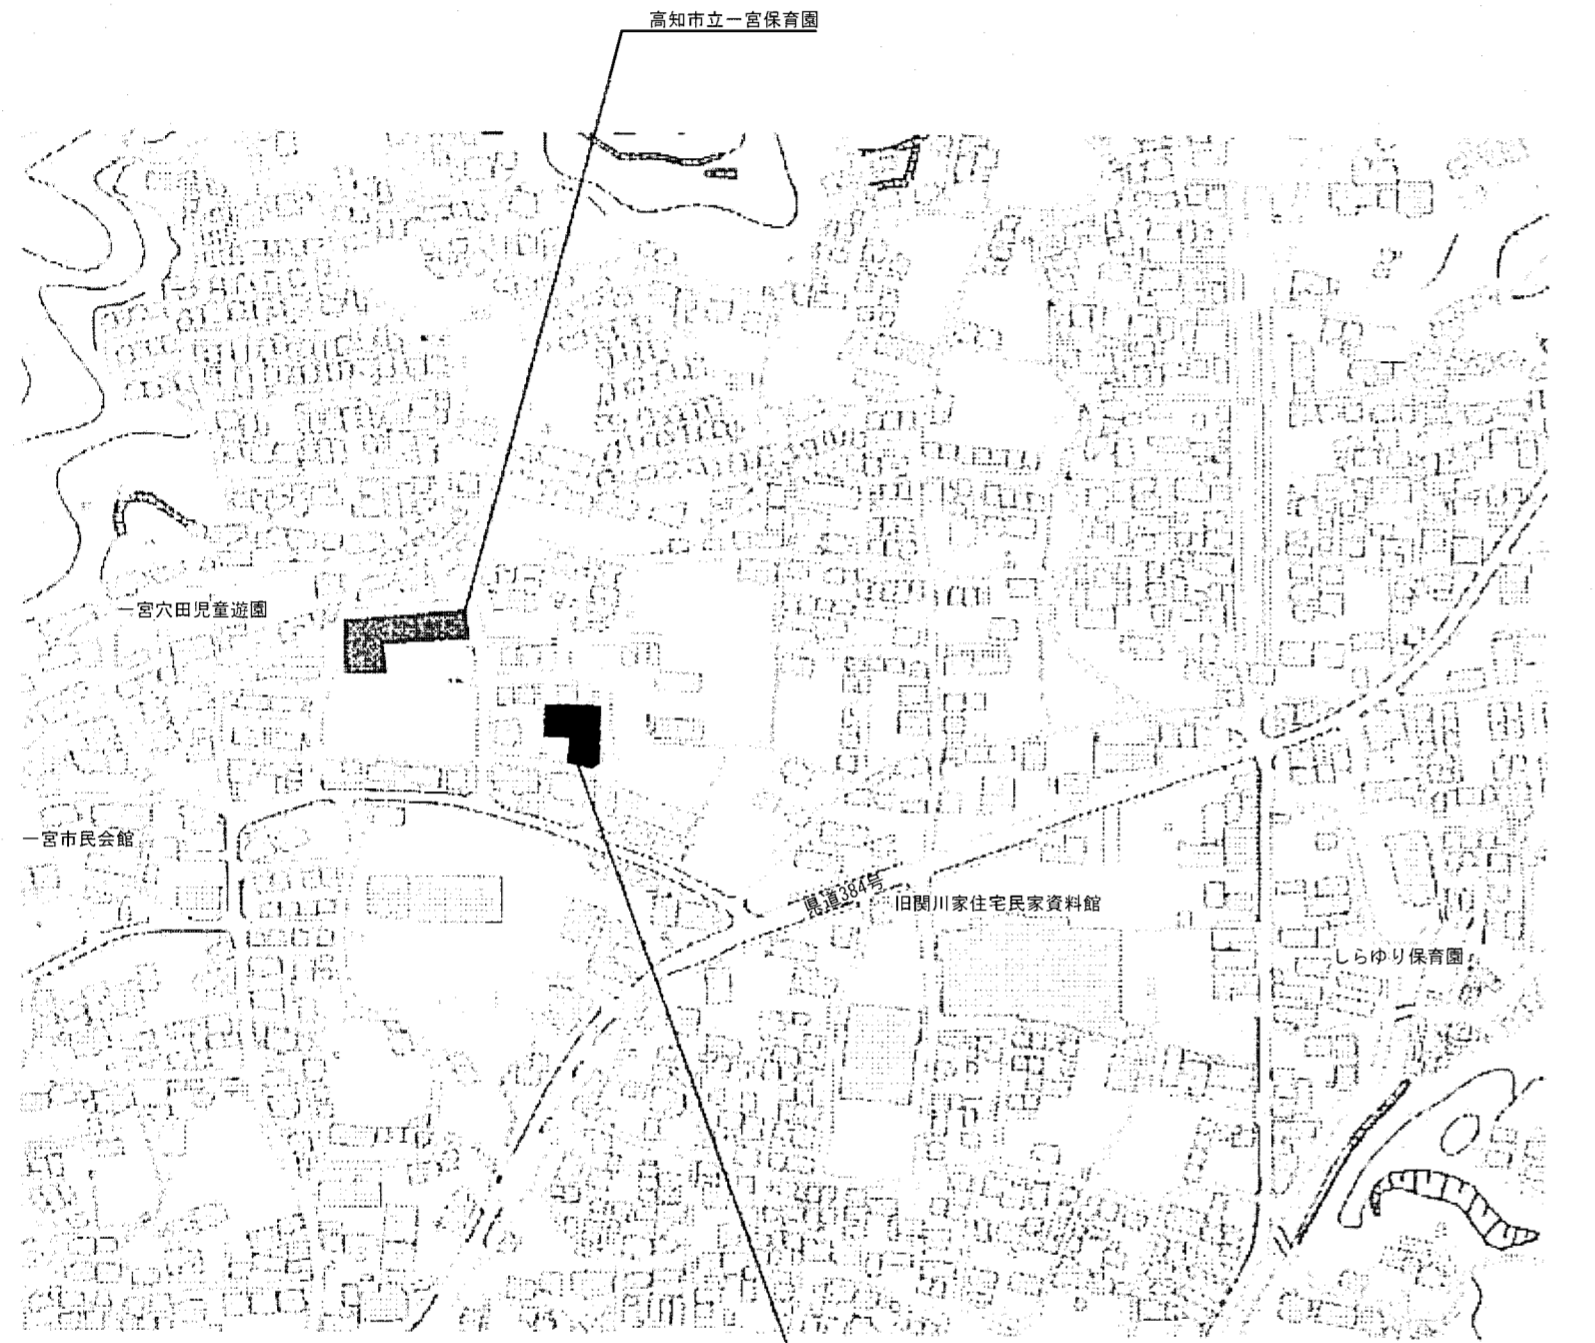 高知市立一宮保育園
一宮穴田児童遊園
一宮市民会館
県道384号
旧関川家住宅民家資料館
しらゆり保育園